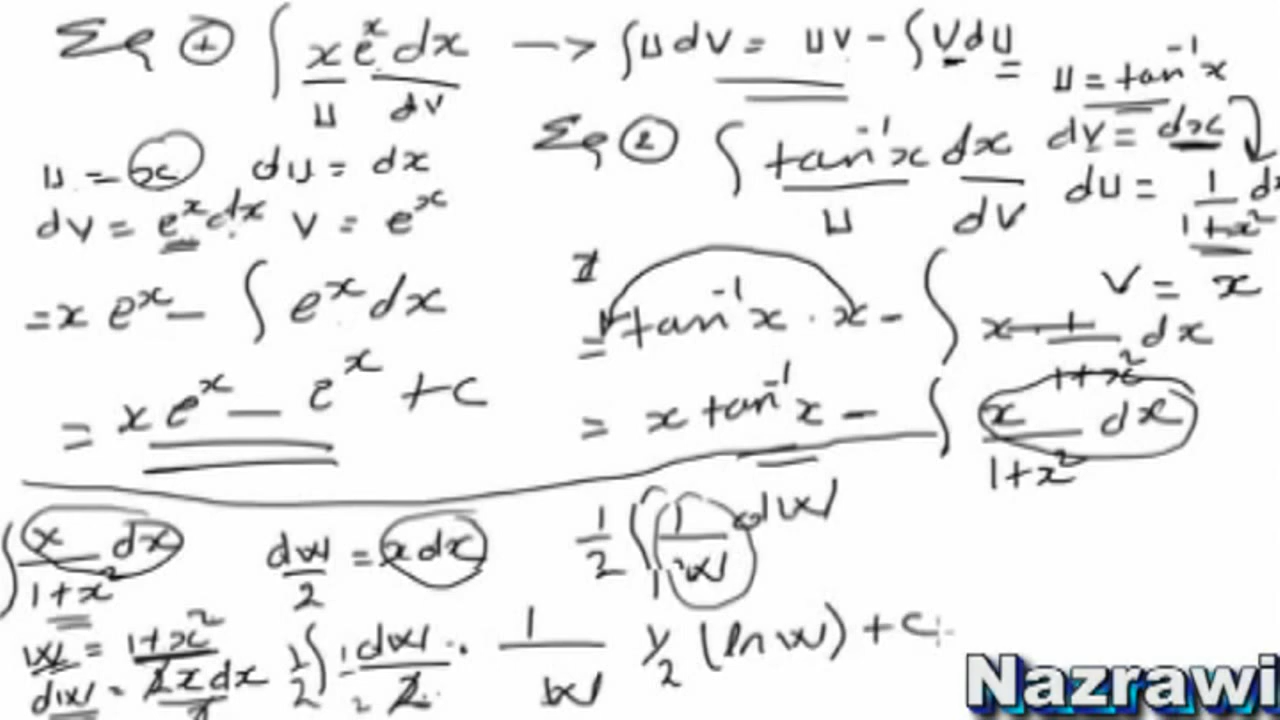 Eq ① ∫ x eˣ dx → ∫u dv = uv - ∫v du
u dv
u = x du = dx
dv = eˣ dx v = eˣ
= x eˣ - ∫ eˣ dx
= x eˣ - eˣ + c
Eq ② ∫ tan⁻¹x dx
u dv
u = tan⁻¹x
dv = dx
du = 1/(1+x²) dx
v = x
= tan⁻¹x · x - ∫ x · 1/(1+x²) dx
= x tan⁻¹x - ∫ x/(1+x²) dx
∫ x dx/(1+x²) dw/2 = x dx 1/2 ∫ 1/w dw
w = 1+x²
dw = 2x dx/2 1/2 ∫ dw/2 · 1/w 1/2 (ln w) + c
Nazrawi